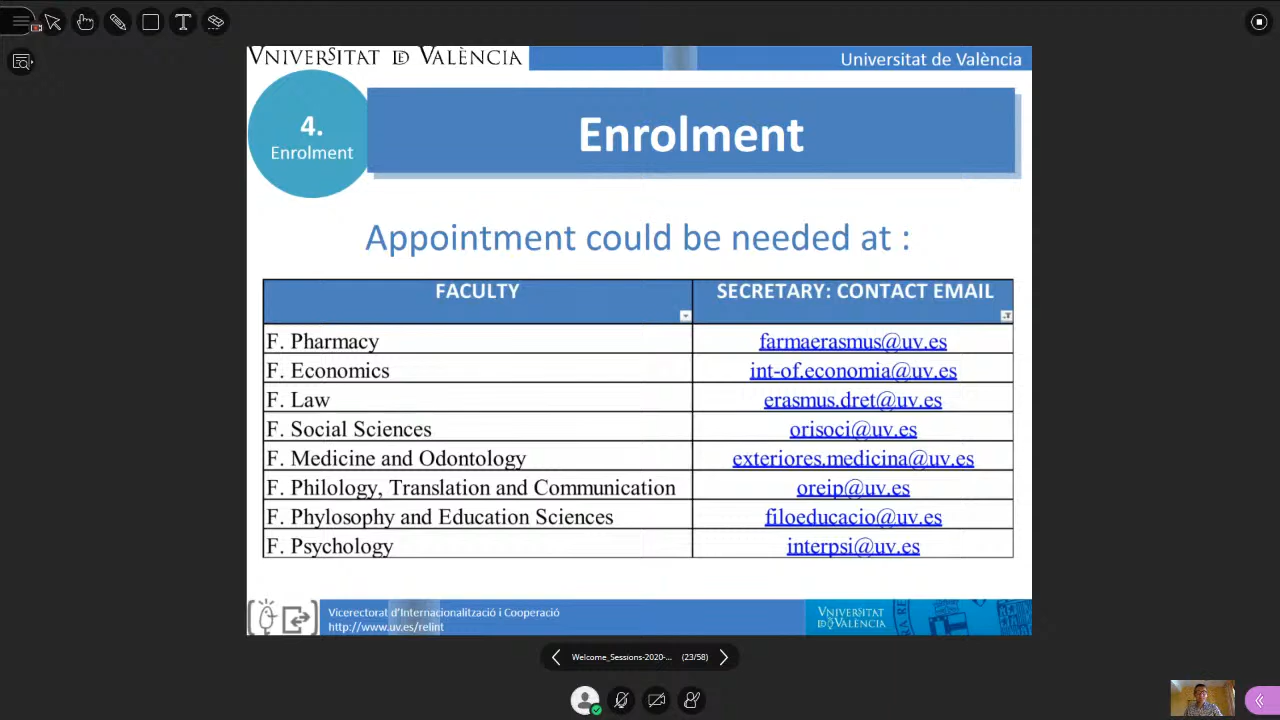 VNIVERSITAT DE VALÈNCIA
Universitat de València
4.
Enrolment
Enrolment
Appointment could be needed at :
FACULTY SECRETARY: CONTACT EMAIL
F. Pharmacy farmaerasmus@uv.es
F. Economics int-of.economia@uv.es
F. Law erasmus.dret@uv.es
F. Social Sciences orisoci@uv.es
F. Medicine and Odontology exteriores.medicina@uv.es
F. Philology, Translation and Communication oreip@uv.es
F. Phylosophy and Education Sciences filoeducacio@uv.es
F. Psychology interpsi@uv.es
Vicerectorat d'Internacionalització i Cooperació
http://www.uv.es/relint
VNIVERSITAT
DE VALÈNCIA
Welcome_Sessions-2020-... (23/58)